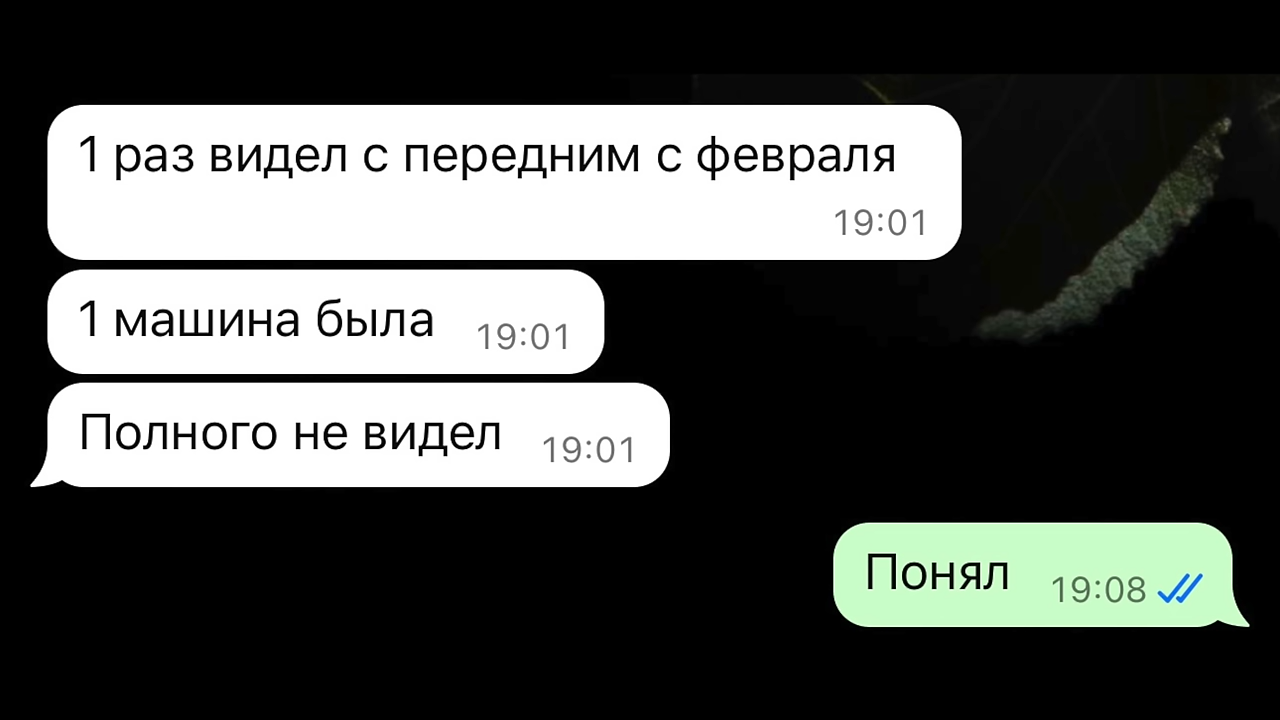 1 раз видел с передним с февраля
19:01
1 машина была 19:01
Полного не видел 19:01
Понял 19:08